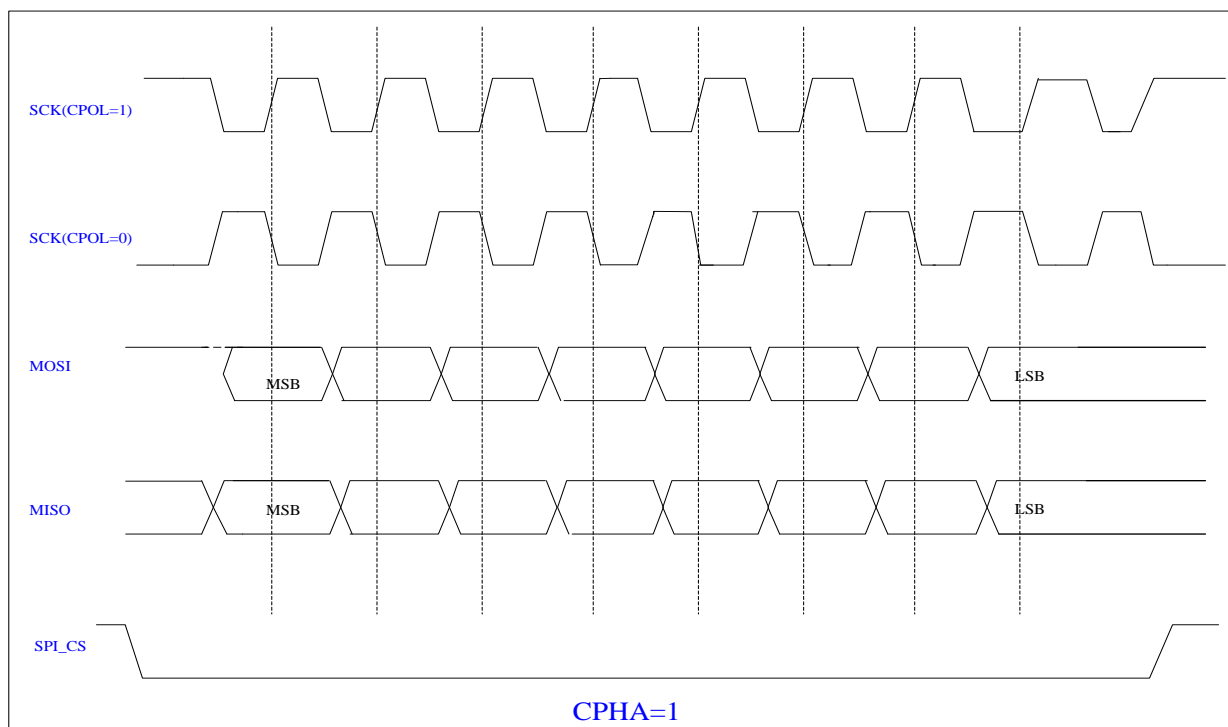 SCK(CPOL=1)
SCK(CPOL=0)
MOSI
MSB
LSB
MISO
MSB
LSB
SPI_CS
CPHA=1